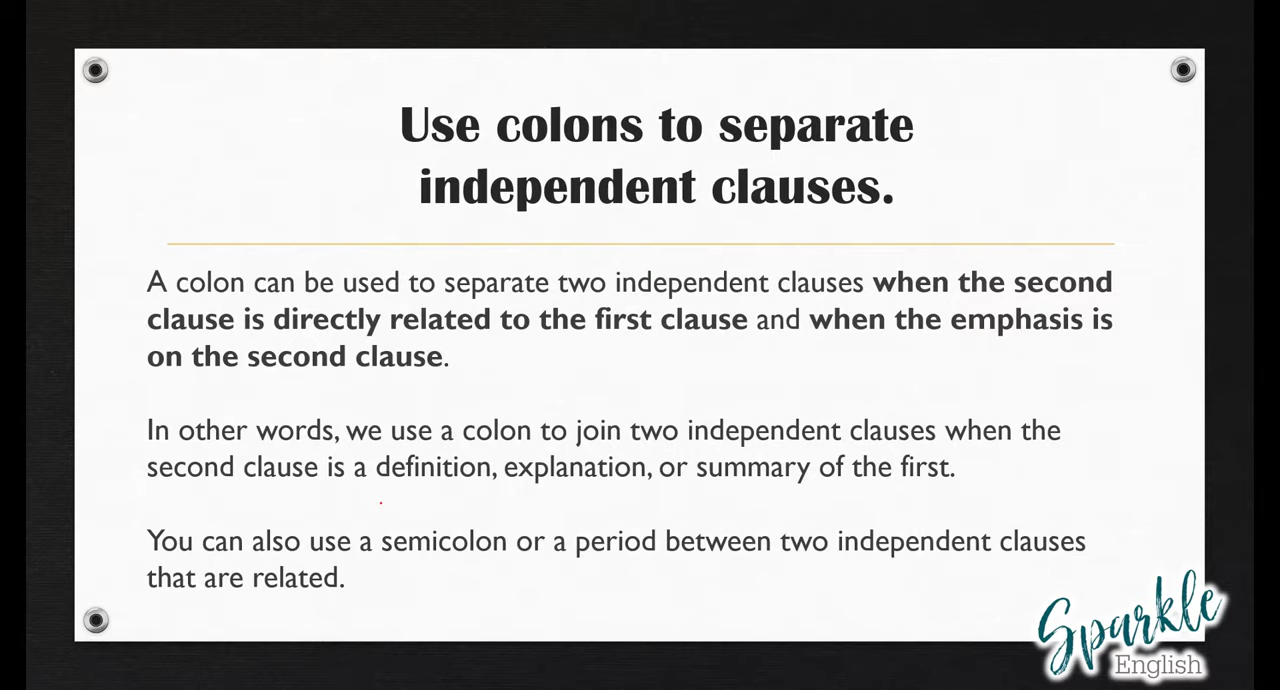 Use colons to separate
independent clauses.
A colon can be used to separate two independent clauses when the second
clause is directly related to the first clause and when the emphasis is
on the second clause.
In other words, we use a colon to join two independent clauses when the
second clause is a definition, explanation, or summary of the first.
You can also use a semicolon or a period between two independent clauses
that are related.
Sparkle
English